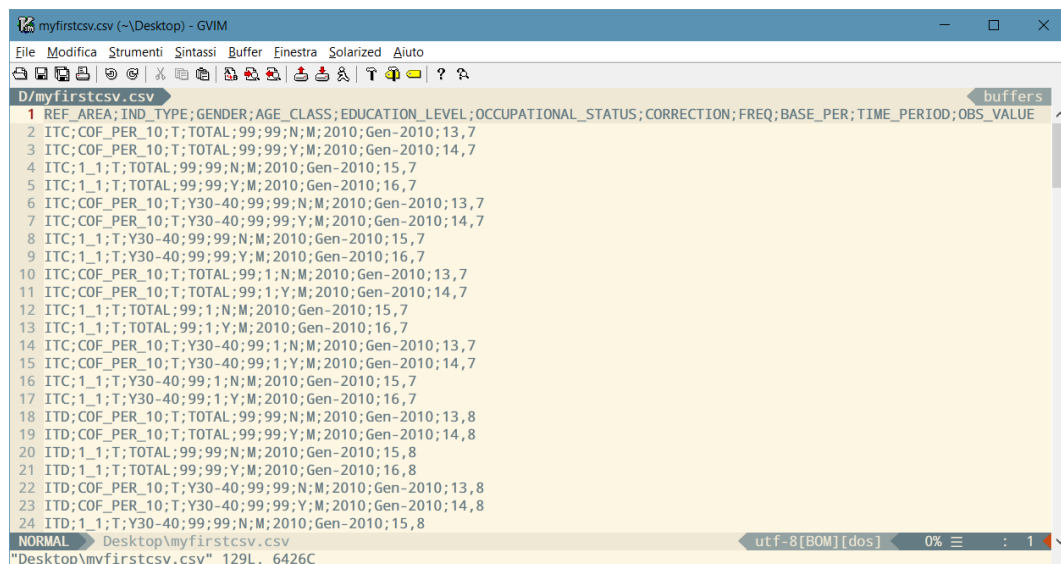 myfirstcsv.csv (~\Desktop) - GVIM
File Modifica Strumenti Sintassi Buffer Finestra Solarized Aiuto
D/myfirstcsv.csv buffers
1 REF_AREA;IND_TYPE;GENDER;AGE_CLASS;EDUCATION_LEVEL;OCCUPATIONAL_STATUS;CORRECTION;FREQ;BASE_PER;TIME_PERIOD;OBS_VALUE
2 ITC;COF_PER_10;T;TOTAL;99;99;N;M;2010;Gen-2010;13,7
3 ITC;COF_PER_10;T;TOTAL;99;99;Y;M;2010;Gen-2010;14,7
4 ITC;1_1;T;TOTAL;99;99;N;M;2010;Gen-2010;15,7
5 ITC;1_1;T;TOTAL;99;99;Y;M;2010;Gen-2010;16,7
6 ITC;COF_PER_10;T;Y30-40;99;99;N;M;2010;Gen-2010;13,7
7 ITC;COF_PER_10;T;Y30-40;99;99;Y;M;2010;Gen-2010;14,7
8 ITC;1_1;T;Y30-40;99;99;N;M;2010;Gen-2010;15,7
9 ITC;1_1;T;Y30-40;99;99;Y;M;2010;Gen-2010;16,7
10 ITC;COF_PER_10;T;TOTAL;99;1;N;M;2010;Gen-2010;13,7
11 ITC;COF_PER_10;T;TOTAL;99;1;Y;M;2010;Gen-2010;14,7
12 ITC;1_1;T;TOTAL;99;1;N;M;2010;Gen-2010;15,7
13 ITC;1_1;T;TOTAL;99;1;Y;M;2010;Gen-2010;16,7
14 ITC;COF_PER_10;T;Y30-40;99;1;N;M;2010;Gen-2010;13,7
15 ITC;COF_PER_10;T;Y30-40;99;1;Y;M;2010;Gen-2010;14,7
16 ITC;1_1;T;Y30-40;99;1;N;M;2010;Gen-2010;15,7
17 ITC;1_1;T;Y30-40;99;1;Y;M;2010;Gen-2010;16,7
18 ITD;COF_PER_10;T;TOTAL;99;99;N;M;2010;Gen-2010;13,8
19 ITD;COF_PER_10;T;TOTAL;99;99;Y;M;2010;Gen-2010;14,8
20 ITD;1_1;T;TOTAL;99;99;N;M;2010;Gen-2010;15,8
21 ITD;1_1;T;TOTAL;99;99;Y;M;2010;Gen-2010;16,8
22 ITD;COF_PER_10;T;Y30-40;99;99;N;M;2010;Gen-2010;13,8
23 ITD;COF_PER_10;T;Y30-40;99;99;Y;M;2010;Gen-2010;14,8
24 ITD;1_1;T;Y30-40;99;99;N;M;2010;Gen-2010;15,8
NORMAL Desktop\myfirstcsv.csv utf-8[BOM][dos] 0% ☰ : 1
"Desktop\myfirstcsv.csv" 129L, 6426C